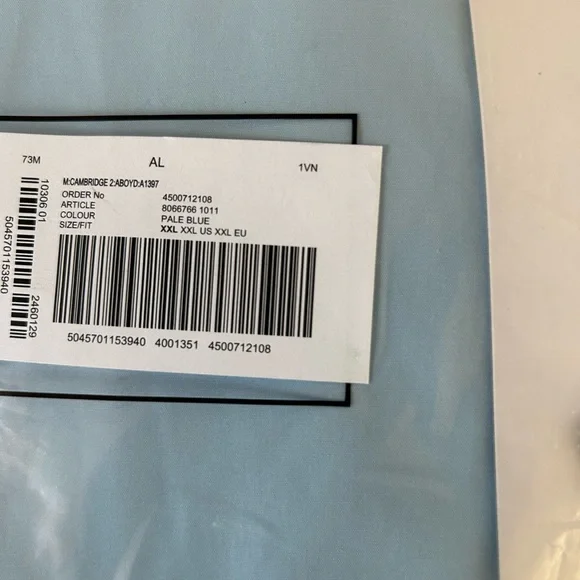 73M AL 1VN
M:CAMBRIDGE 2:ABOYD:A1397
ORDER No 4500712108
ARTICLE 8066766 1011
COLOUR PALE BLUE
SIZE/FIT XXL XXL US XXL EU
5045701153940 4001351 4500712108
10306 01
5045701153940
2460129